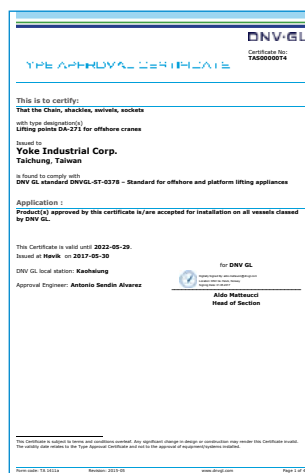 DNV·GL
Certificate No:
TAS00000T4
TYPE APPROVAL CERTIFICATE
This is to certify:
That the Chain, shackles, swivels, sockets
with type designation(s)
Lifting points DA-271 for offshore cranes
Issued to
Yoke Industrial Corp.
Taichung, Taiwan
is found to comply with
DNV GL standard DNVGL-ST-0378 – Standard for offshore and platform lifting appliances
Application :
Product(s) approved by this certificate is/are accepted for installation on all vessels classed
by DNV GL.
This Certificate is valid until 2022-05-29.
Issued at Høvik on 2017-05-30
for DNV GL
DNV GL local station: Kaohsiung
Approval Engineer: Antonio Sendin Alvarez
Aldo Matteucci
Head of Section
This Certificate is subject to terms and conditions overleaf. Any significant change in design or construction may render this Certificate invalid.
The validity date relates to the Type Approval Certificate and not to the approval of equipment/systems installed.
Form code: TA 1411a Revision: 2015-05 www.dnvgl.com Page 1 of 4